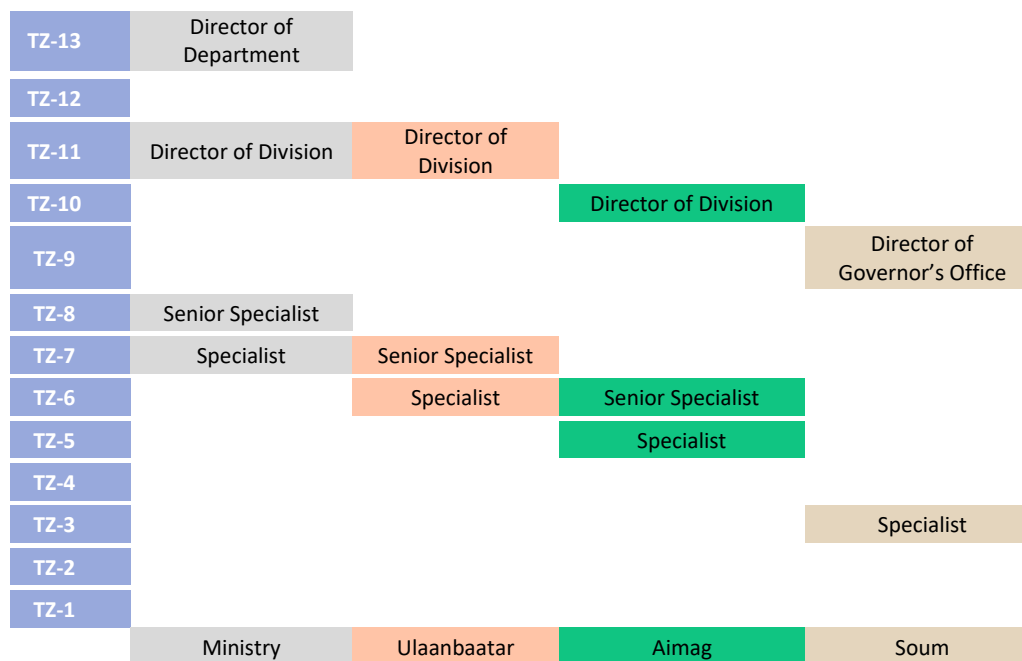 TZ-13
Director of
Department
TZ-12
TZ-11
Director of Division
Director of
Division
TZ-10
Director of Division
TZ-9
Director of
Governor’s Office
TZ-8
Senior Specialist
TZ-7
Specialist
Senior Specialist
TZ-6
Specialist
Senior Specialist
TZ-5
Specialist
TZ-4
TZ-3
Specialist
TZ-2
TZ-1
Ministry
Ulaanbaatar
Aimag
Soum